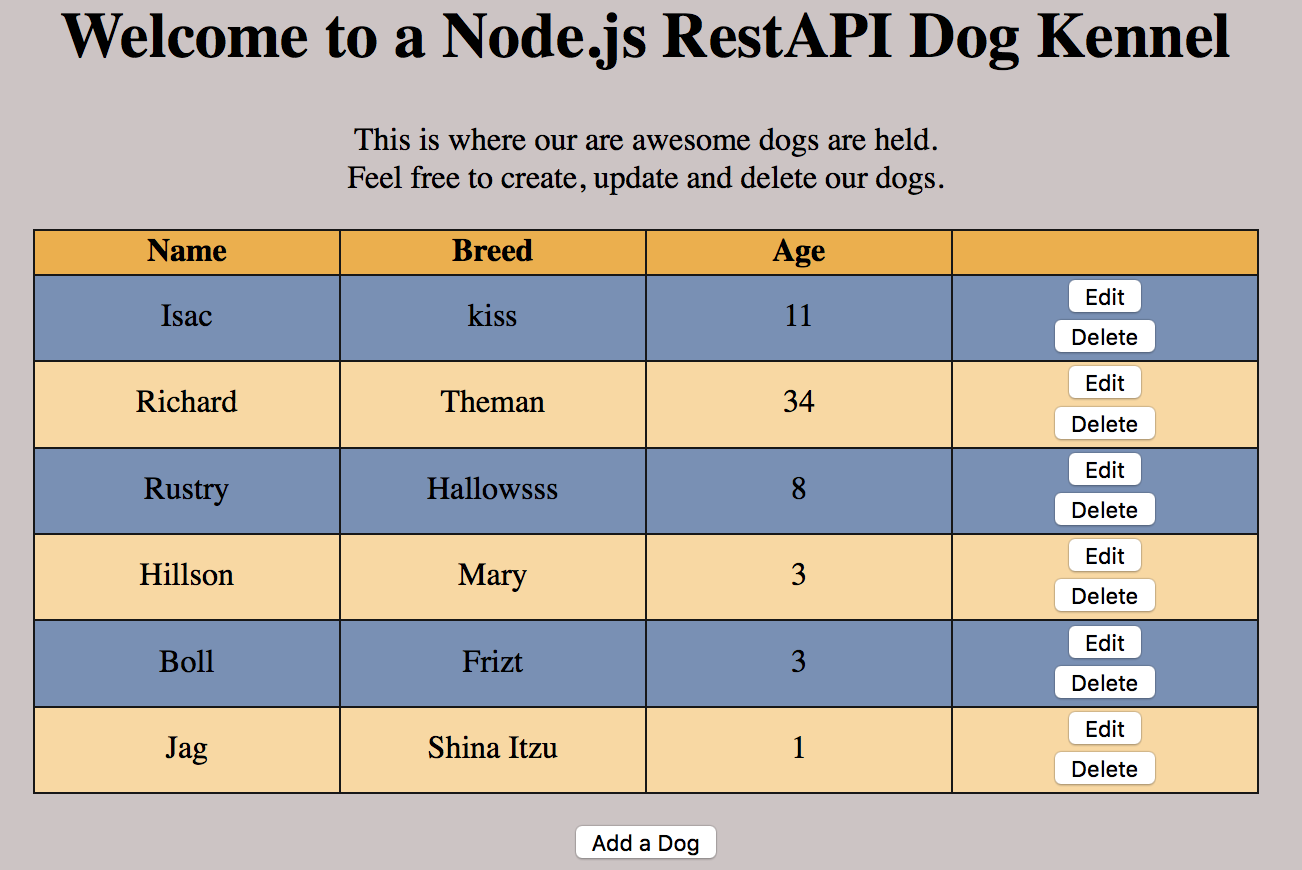 Welcome to a Node.js RestAPI Dog Kennel
This is where our are awesome dogs are held.
Feel free to create, update and delete our dogs.
Name Breed Age
Isac kiss 11 Edit
Delete
Richard Theman 34 Edit
Delete
Rustry Hallowsss 8 Edit
Delete
Hillson Mary 3 Edit
Delete
Boll Frizt 3 Edit
Delete
Jag Shina Itzu 1 Edit
Delete
Add a Dog